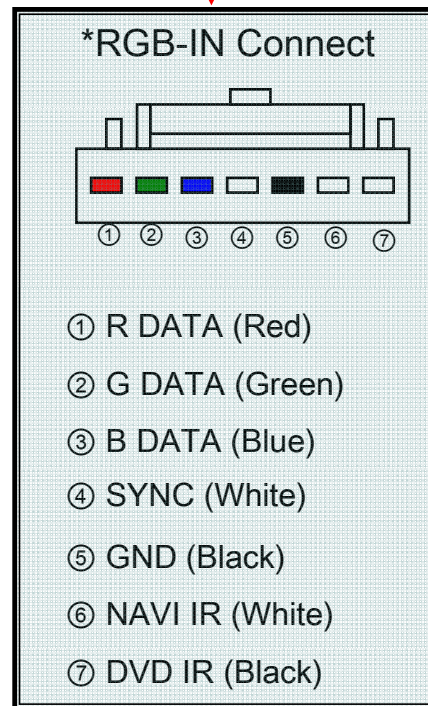 *RGB-IN Connect
① ② ③ ④ ⑤ ⑥ ⑦
① R DATA (Red)
② G DATA (Green)
③ B DATA (Blue)
④ SYNC (White)
⑤ GND (Black)
⑥ NAVI IR (White)
⑦ DVD IR (Black)